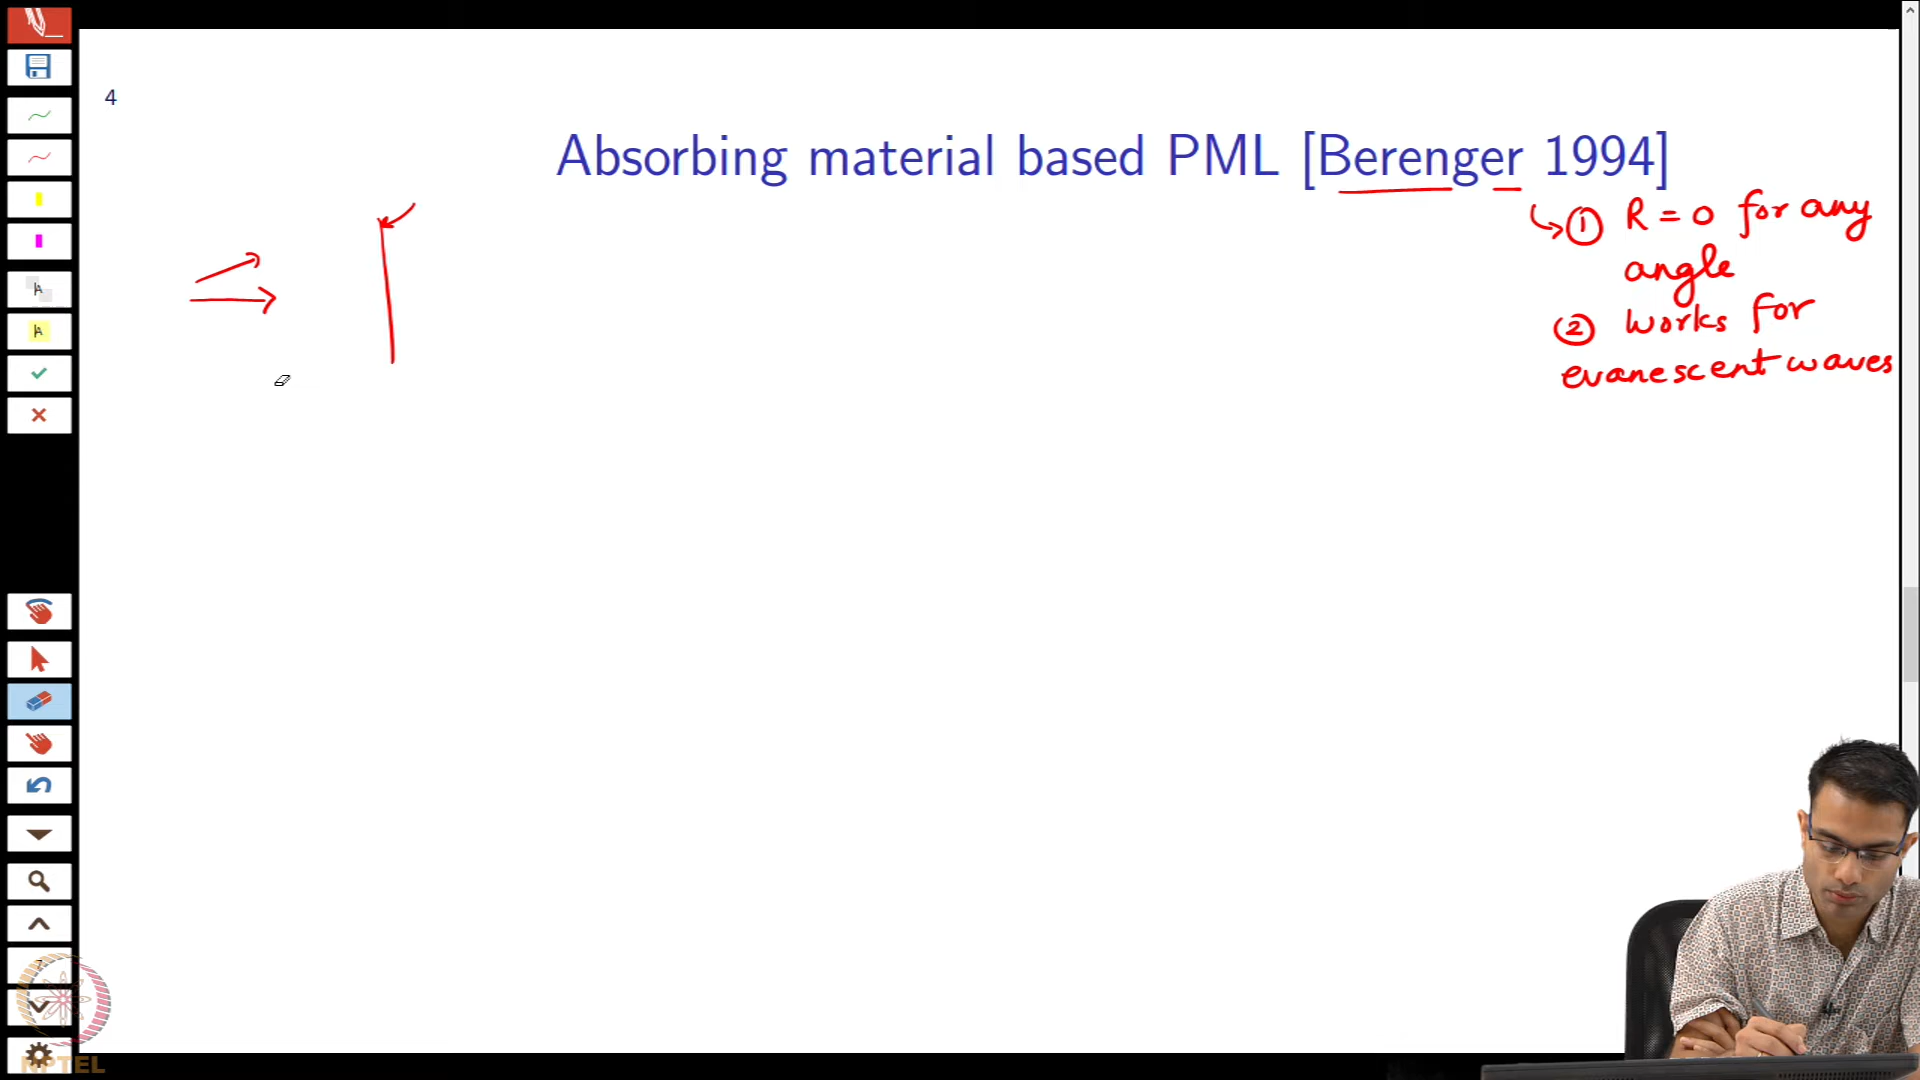 4
Absorbing material based PML [Berenger 1994]
① R = 0 for any
angle
② works for
evanescent waves
NPTEL